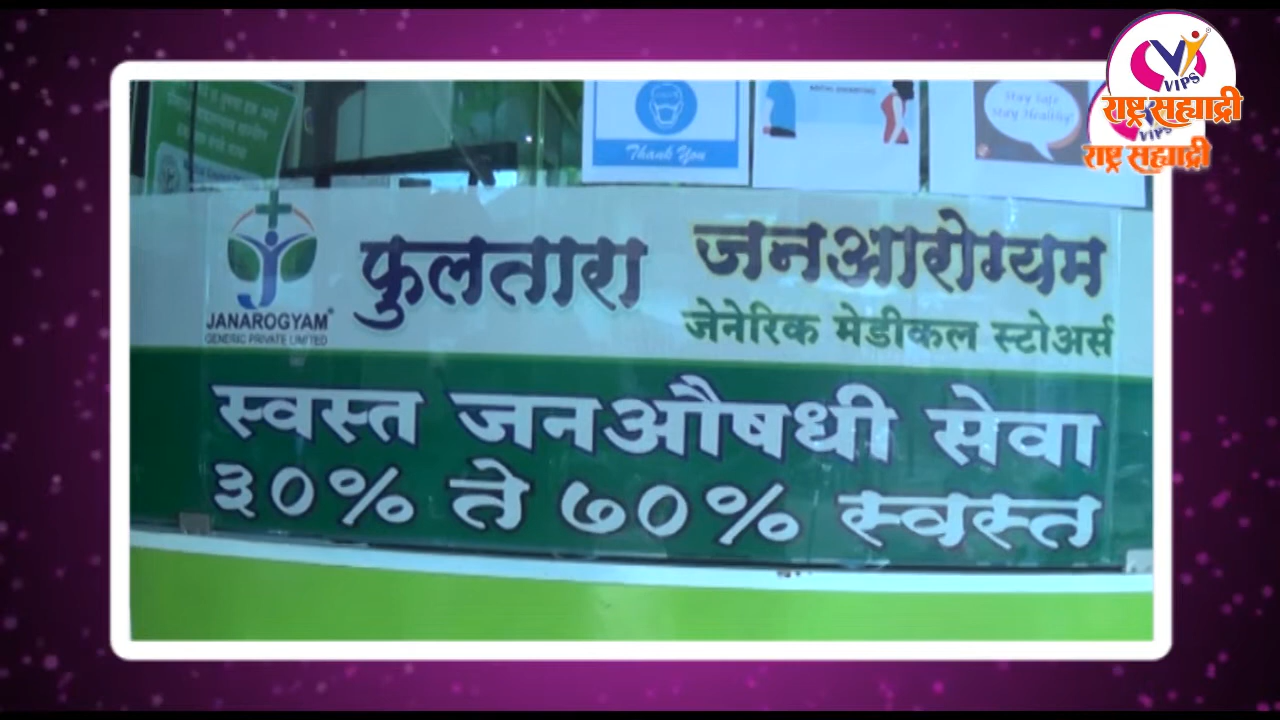 VIPS
राष्ट्र सह्याद्री
VIPS
राष्ट्र सह्याद्री
Thank You
Stay Safe
Stay Healthy!
JANAROGYAM
GENERIC PRIVATE LIMITED
फुलतारा
जनआरोग्यम
जेनेरिक मेडीकल स्टोअर्स
स्वस्त जनऔषधी सेवा
३०% ते ७०% स्वस्त